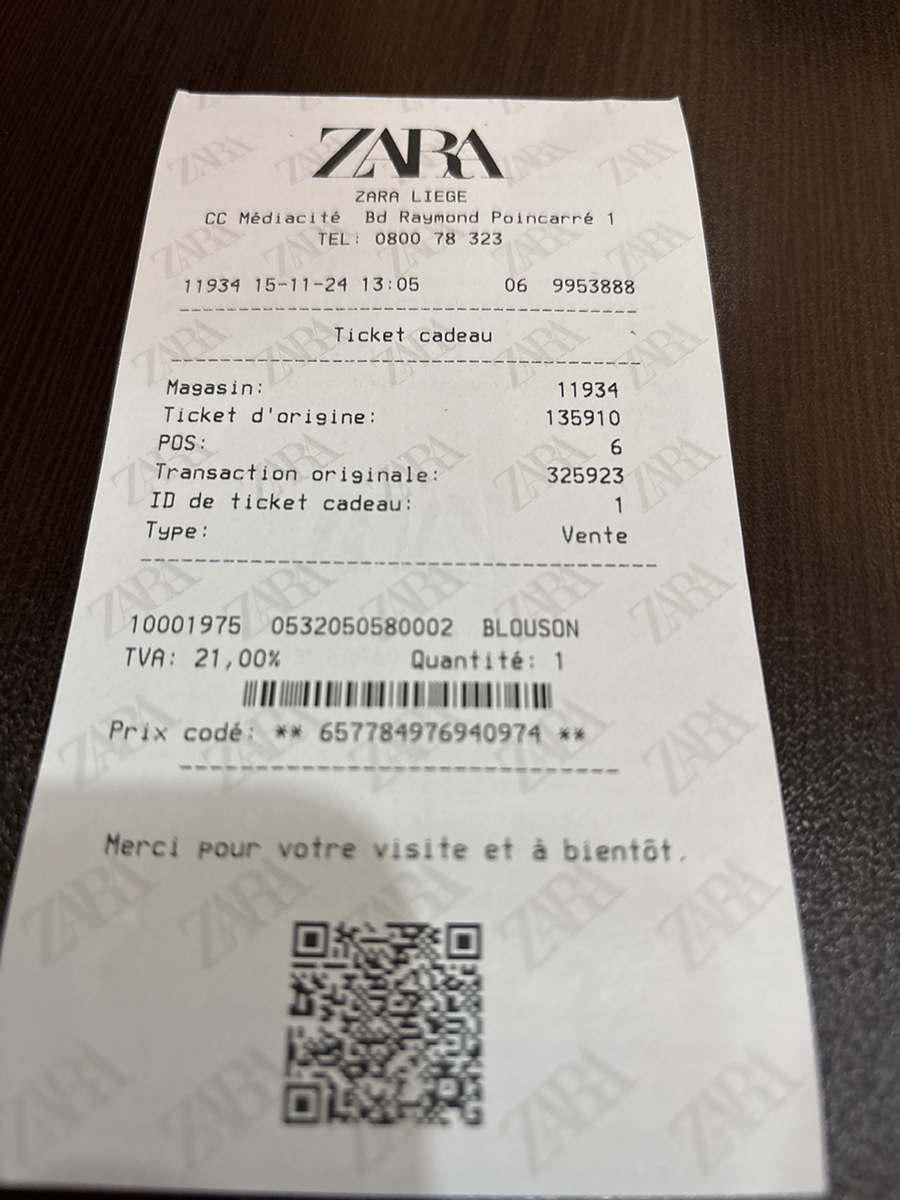 ZARA
ZARA LIEGE
CC Médiacité Bd Raymond Poincarré 1
TEL: 0800 78 323
11934 15-11-24 13:05 06 9953888
Ticket cadeau
Magasin: 11934
Ticket d'origine: 135910
POS: 6
Transaction originale: 325923
ID de ticket cadeau: 1
Type: Vente
10001975 0532050580002 BLOUSON
TVA: 21,00% Quantité: 1
Prix codé: ** 657784976940974 **
Merci pour votre visite et à bientôt.